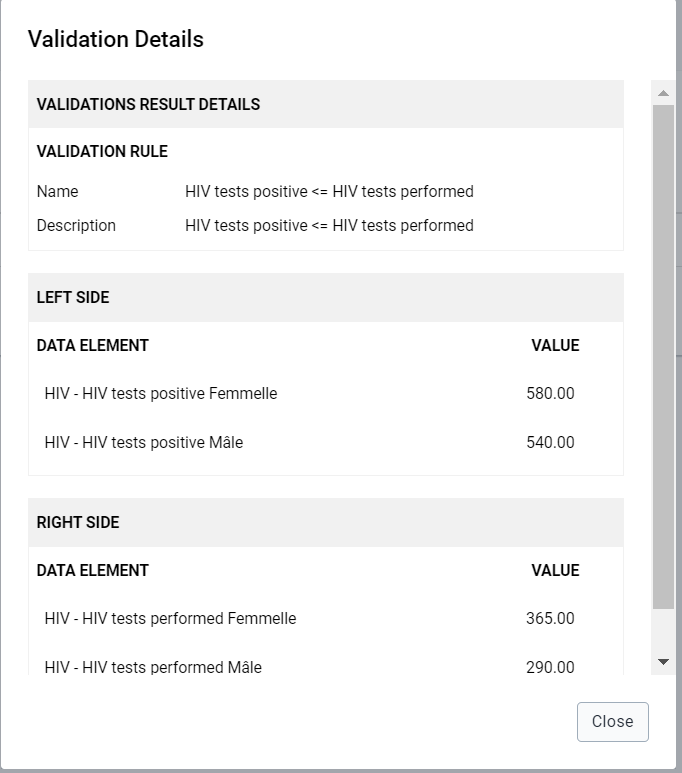 Validation Details
VALIDATIONS RESULT DETAILS
VALIDATION RULE
Name HIV tests positive <= HIV tests performed
Description HIV tests positive <= HIV tests performed
LEFT SIDE
DATA ELEMENT VALUE
HIV - HIV tests positive Femmelle 580.00
HIV - HIV tests positive Mâle 540.00
RIGHT SIDE
DATA ELEMENT VALUE
HIV - HIV tests performed Femmelle 365.00
HIV - HIV tests performed Mâle 290.00
Close